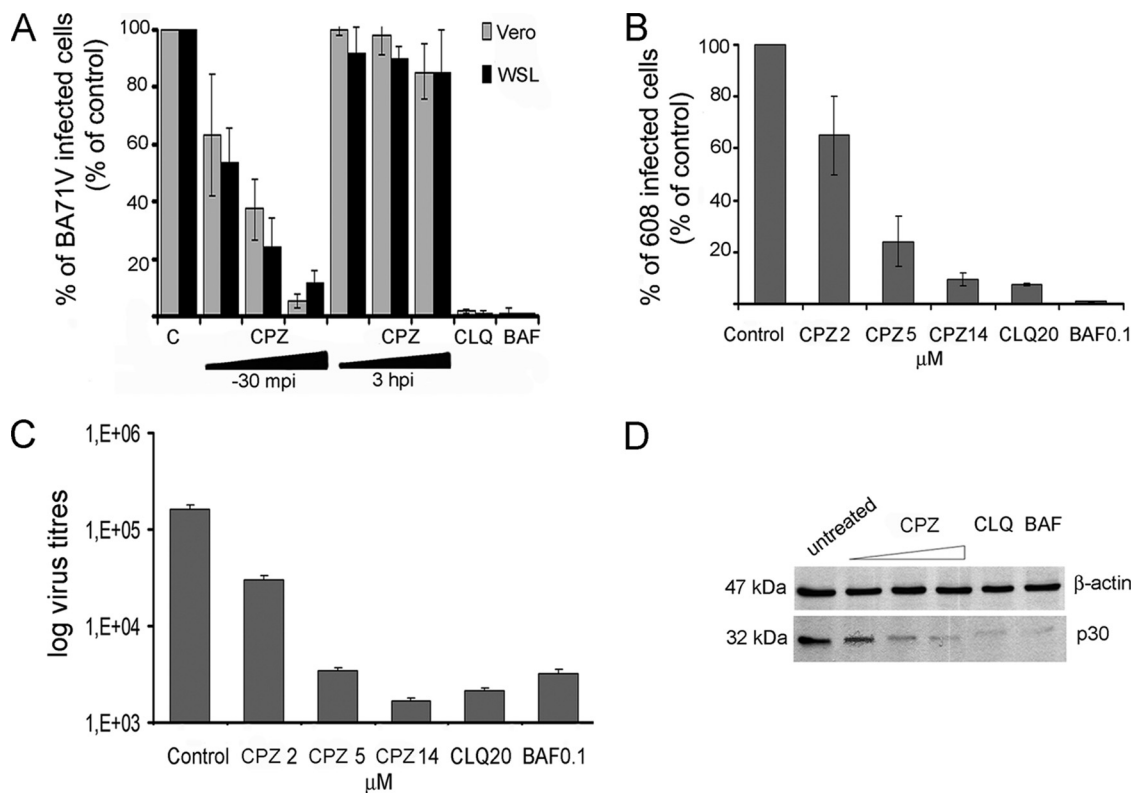 A
% of BA71V infected cells
(% of control)
100
80
60
40
20
Vero
WSL
C
CPZ
CPZ
CLQ
BAF
-30 mpi
3 hpi
B
% of 608 infected cells
(% of control)
100
80
60
40
20
Control
CPZ 2
CPZ 5
CPZ 14
CLQ20
BAF0.1
µM
C
log virus titres
1,E+06
1,E+05
1,E+04
1,E+03
Control
CPZ 2
CPZ 5
CPZ 14
CLQ20
BAF0.1
µM
D
untreated
CPZ
CLQ
BAF
47 kDa
β-actin
32 kDa
p30